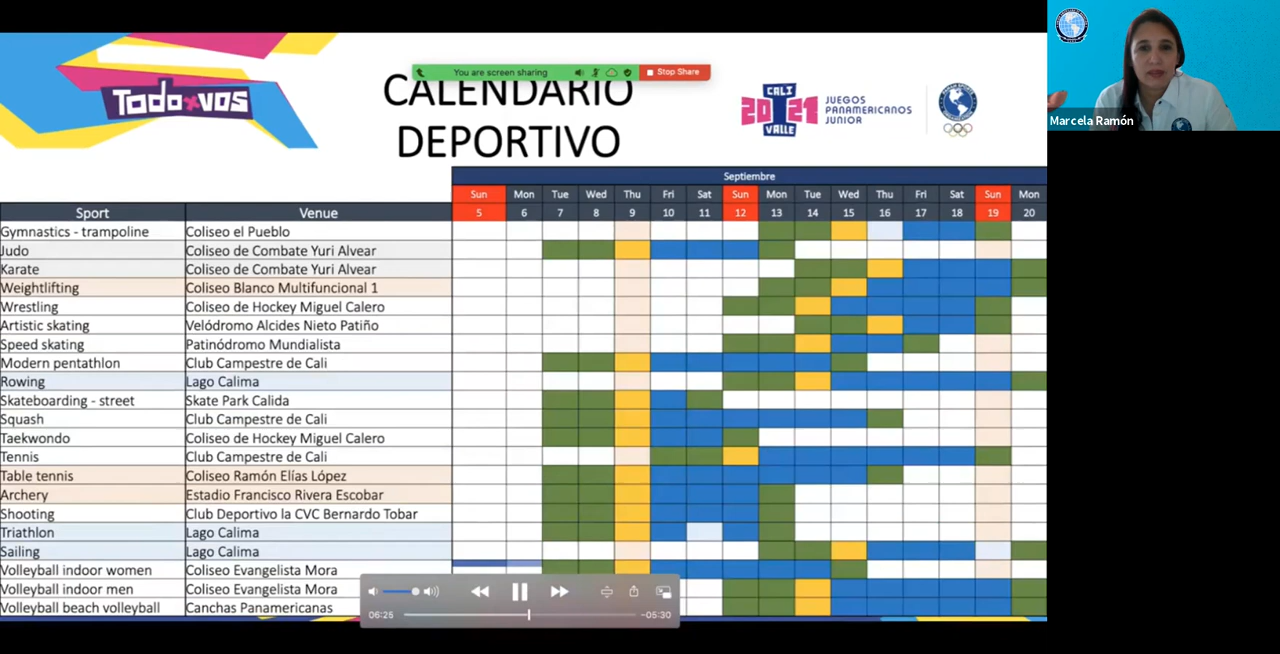 You are screen sharing
Stop Share
Todo x vos
CALENDARIO
DEPORTIVO
CALI
2021
VALLE
JUEGOS
PANAMERICANOS
JUNIOR
Marcela Ramón
Septiembre
Sun Mon Tue Wed Thu Fri Sat Sun Mon Tue Wed Thu Fri Sat Sun Mon
Sport Venue 5 6 7 8 9 10 11 12 13 14 15 16 17 18 19 20
Gymnastics - trampoline Coliseo el Pueblo
Judo Coliseo de Combate Yuri Alvear
Karate Coliseo de Combate Yuri Alvear
Weightlifting Coliseo Blanco Multifuncional 1
Wrestling Coliseo de Hockey Miguel Calero
Artistic skating Velódromo Alcides Nieto Patiño
Speed skating Patinódromo Mundialista
Modern pentathlon Club Campestre de Cali
Rowing Lago Calima
Skateboarding - street Skate Park Calida
Squash Club Campestre de Cali
Taekwondo Coliseo de Hockey Miguel Calero
Tennis Club Campestre de Cali
Table tennis Coliseo Ramón Elías López
Archery Estadio Francisco Rivera Escobar
Shooting Club Deportivo la CVC Bernardo Tobar
Triathlon Lago Calima
Sailing Lago Calima
Volleyball indoor women Coliseo Evangelista Mora
Volleyball indoor men Coliseo Evangelista Mora
Volleyball beach volleyball Canchas Panamericanas
06:25 -05:30